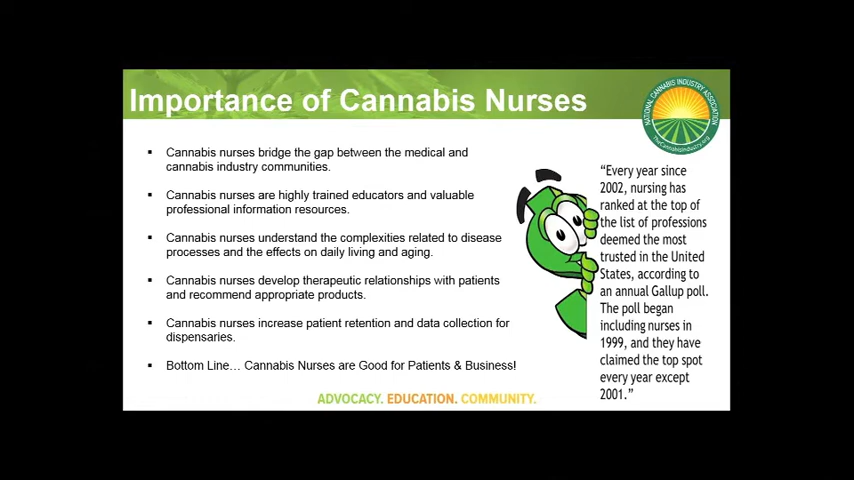 Importance of Cannabis Nurses
NATIONAL CANNABIS INDUSTRY ASSOCIATION
TheCannabisIndustry.org
▪ Cannabis nurses bridge the gap between the medical and
cannabis industry communities.
▪ Cannabis nurses are highly trained educators and valuable
professional information resources.
▪ Cannabis nurses understand the complexities related to disease
processes and the effects on daily living and aging.
▪ Cannabis nurses develop therapeutic relationships with patients
and recommend appropriate products.
▪ Cannabis nurses increase patient retention and data collection for
dispensaries.
▪ Bottom Line… Cannabis Nurses are Good for Patients & Business!
“Every year since
2002, nursing has
ranked at the top of
the list of professions
deemed the most
trusted in the United
States, according to
an annual Gallup poll.
The poll began
including nurses in
1999, and they have
claimed the top spot
every year except
2001.”
ADVOCACY. EDUCATION. COMMUNITY.